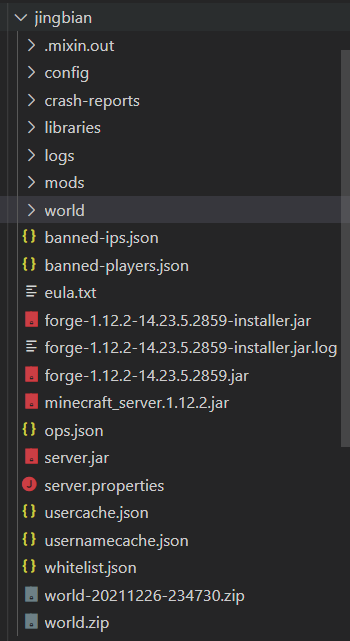 jingbian
.mixin.out
config
crash-reports
libraries
logs
mods
world
banned-ips.json
banned-players.json
eula.txt
forge-1.12.2-14.23.5.2859-installer.jar
forge-1.12.2-14.23.5.2859-installer.jar.log
forge-1.12.2-14.23.5.2859.jar
minecraft_server.1.12.2.jar
ops.json
server.jar
server.properties
usercache.json
usernamecache.json
whitelist.json
world-20211226-234730.zip
world.zip